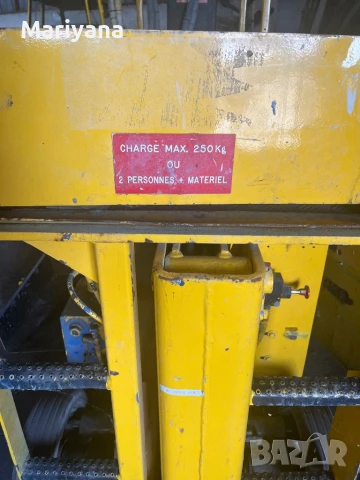 Mariyana
CHARGE MAX. 250Kg
OU
2 PERSONNES + MATERIEL
BAZAR